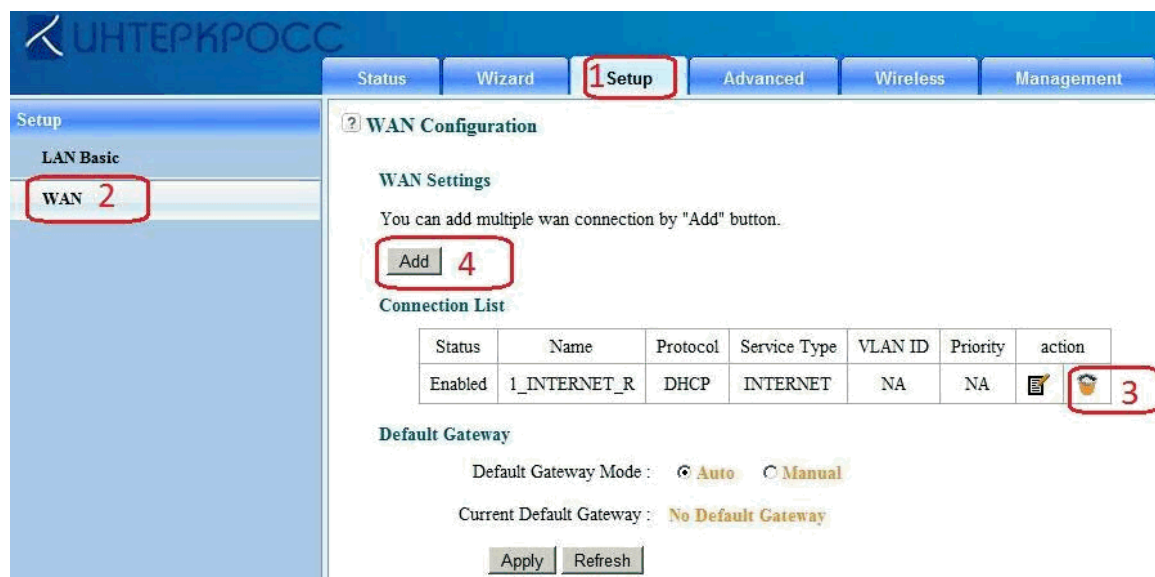 ИНТЕРКРОСС
Status Wizard 1 Setup Advanced Wireless Management
Setup
LAN Basic
WAN 2
? WAN Configuration
WAN Settings
You can add multiple wan connection by "Add" button.
Add 4
Connection List
Status Name Protocol Service Type VLAN ID Priority action
Enabled 1_INTERNET_R DHCP INTERNET NA NA 3
Default Gateway
Default Gateway Mode : Auto Manual
Current Default Gateway : No Default Gateway
Apply Refresh